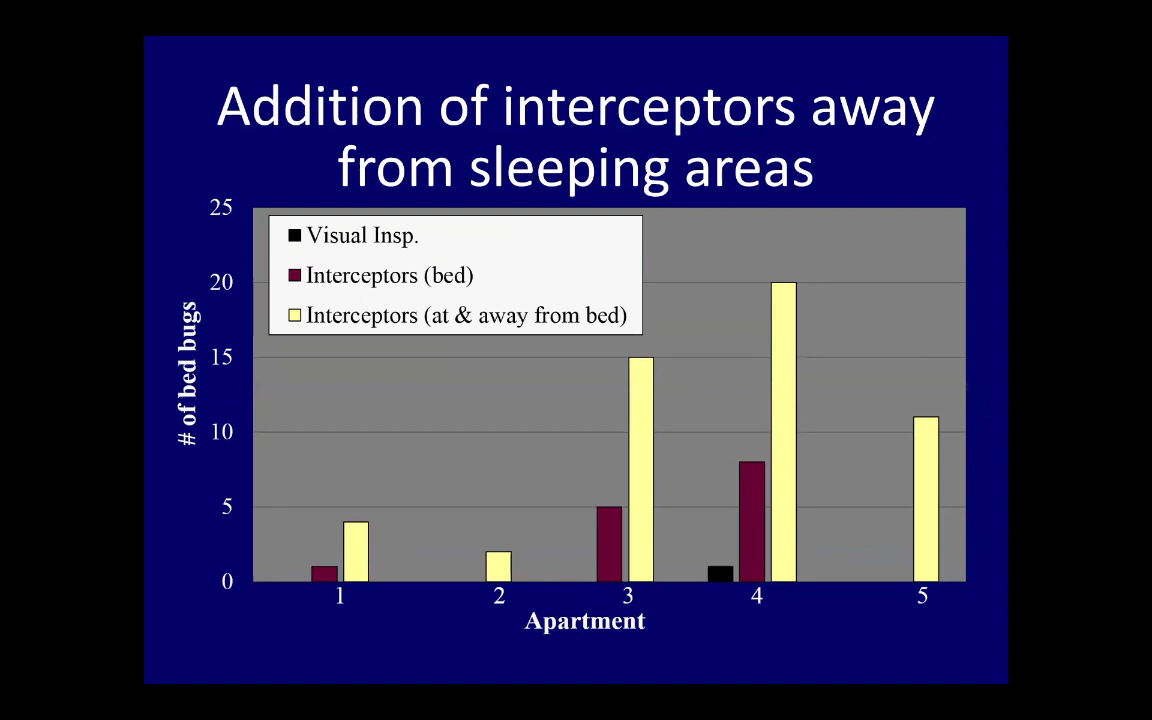 Addition of interceptors away
from sleeping areas
25
Visual Insp.
Interceptors (bed)
Interceptors (at & away from bed)
20
15
10
5
0
# of bed bugs
1 2 3 4 5
Apartment